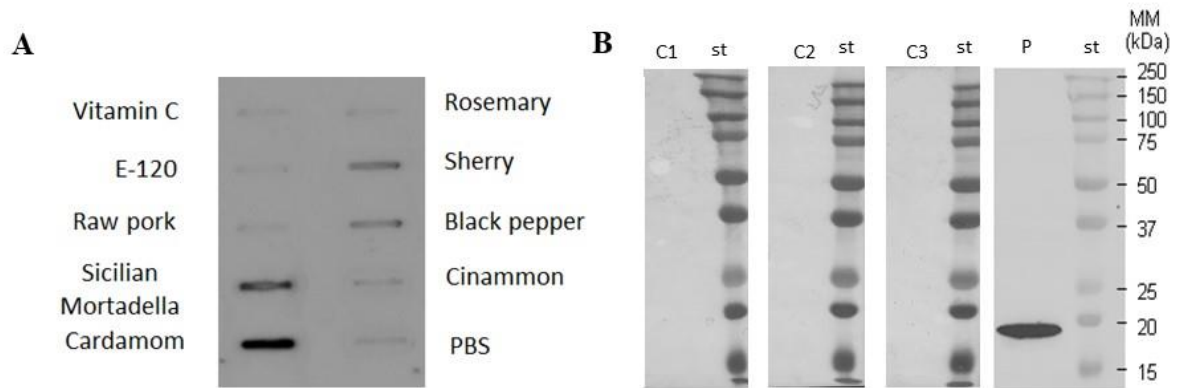 A
Vitamin C
E-120
Raw pork
Sicilian
Mortadella
Cardamom
Rosemary
Sherry
Black pepper
Cinammon
PBS
B
C1 st C2 st C3 st P st
MM
(kDa)
250
150
100
75
50
37
25
20
15